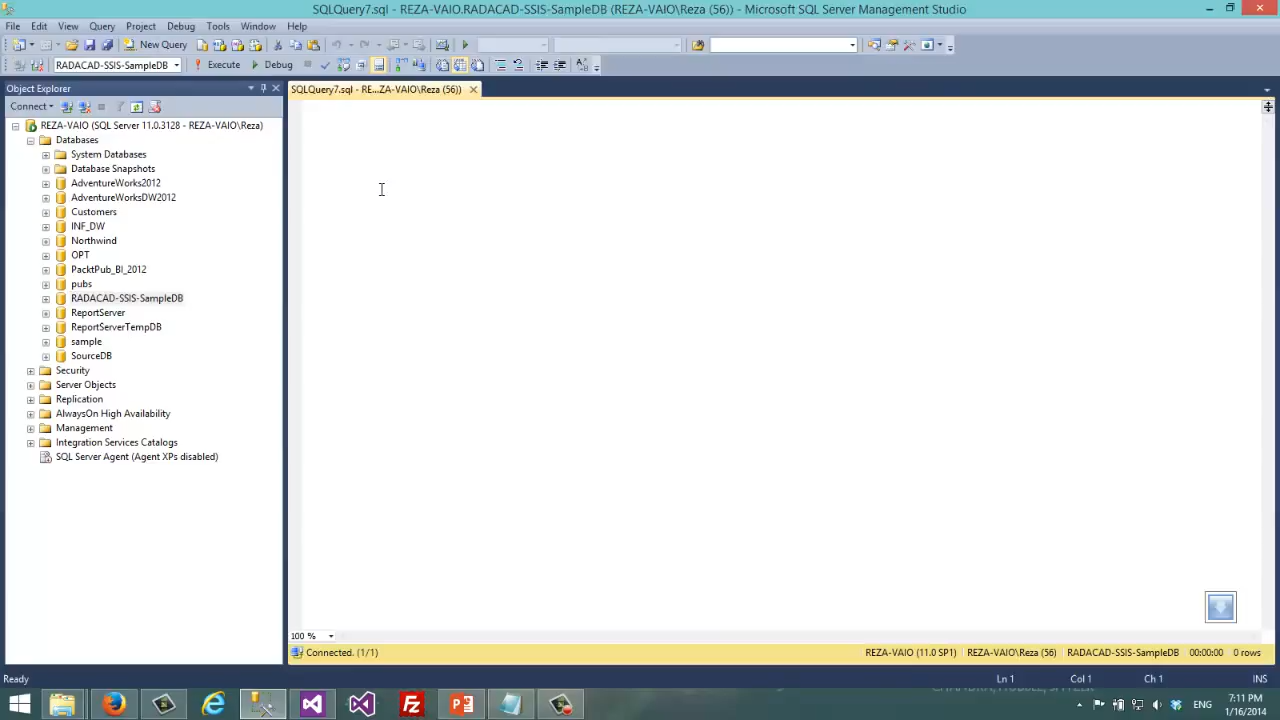 SQLQuery7.sql - REZA-VAIO.RADACAD-SSIS-SampleDB (REZA-VAIO\Reza (56)) - Microsoft SQL Server Management Studio
File Edit View Query Project Debug Tools Window Help
New Query
RADACAD-SSIS-SampleDB Execute Debug
Object Explorer
SQLQuery7.sql - RE...ZA-VAIO\Reza (56))
Connect
REZA-VAIO (SQL Server 11.0.3128 - REZA-VAIO\Reza)
Databases
System Databases
Database Snapshots
AdventureWorks2012
AdventureWorksDW2012
Customers
INF_DW
Northwind
OPT
PacktPub_BI_2012
pubs
RADACAD-SSIS-SampleDB
ReportServer
ReportServerTempDB
sample
SourceDB
Security
Server Objects
Replication
AlwaysOn High Availability
Management
Integration Services Catalogs
SQL Server Agent (Agent XPs disabled)
100 %
Connected. (1/1) REZA-VAIO (11.0 SP1) REZA-VAIO\Reza (56) RADACAD-SSIS-SampleDB 00:00:00 0 rows
Ready Ln 1 Col 1 Ch 1 INS
ENG
7:11 PM
1/16/2014